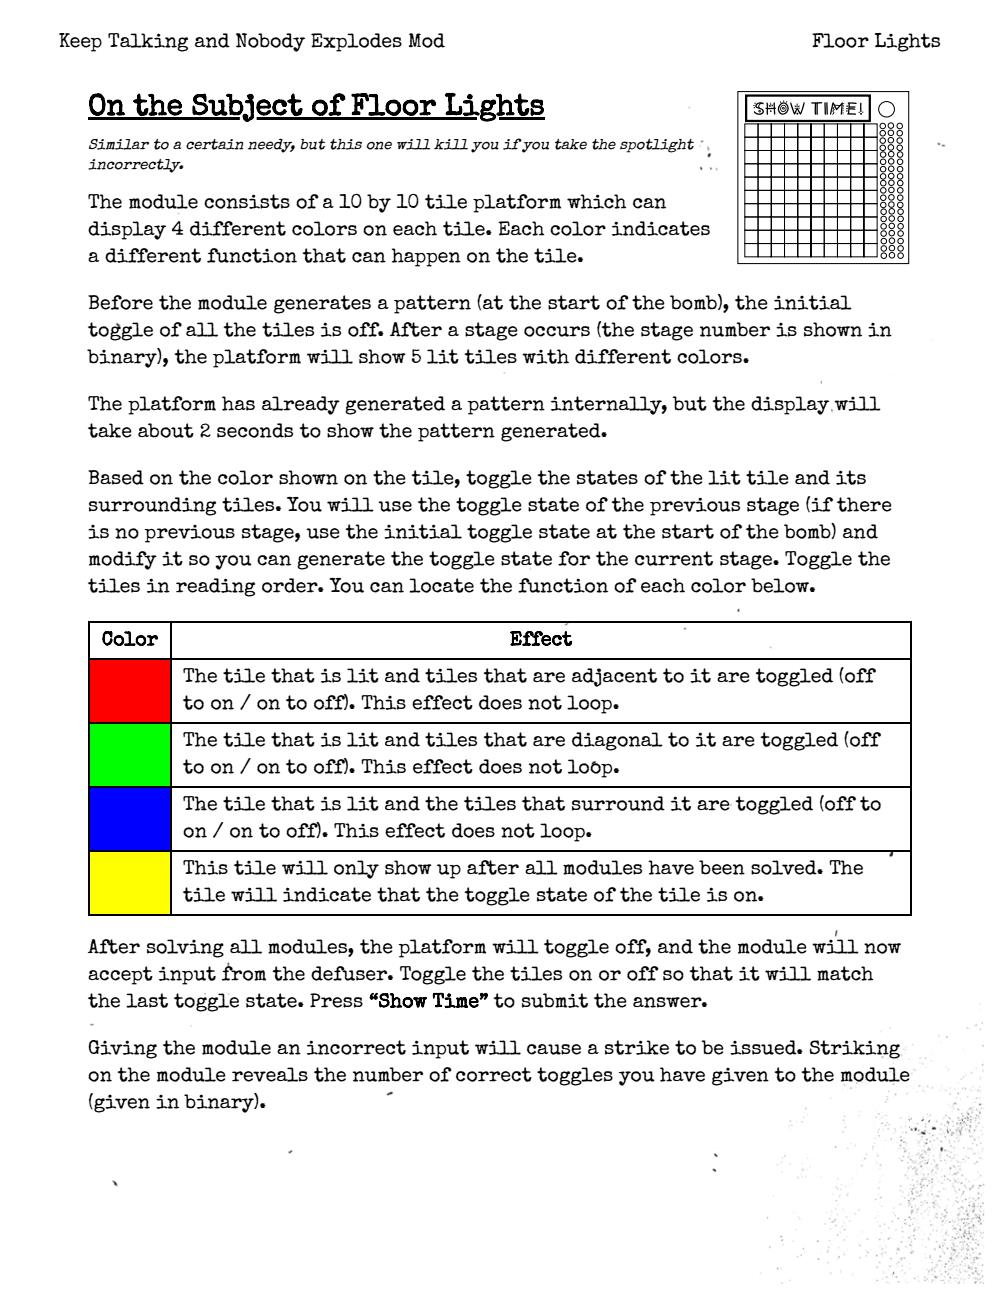 Keep Talking and Nobody Explodes Mod
Floor Lights
On the Subject of Floor Lights
SHOW TIME!
Similar to a certain needy, but this one will kill you if you take the spotlight
incorrectly.
The module consists of a 10 by 10 tile platform which can
display 4 different colors on each tile. Each color indicates
a different function that can happen on the tile.
Before the module generates a pattern (at the start of the bomb), the initial
toggle of all the tiles is off. After a stage occurs (the stage number is shown in
binary), the platform will show 5 lit tiles with different colors.
The platform has already generated a pattern internally, but the display will
take about 2 seconds to show the pattern generated.
Based on the color shown on the tile, toggle the states of the lit tile and its
surrounding tiles. You will use the toggle state of the previous stage (if there
is no previous stage, use the initial toggle state at the start of the bomb) and
modify it so you can generate the toggle state for the current stage. Toggle the
tiles in reading order. You can locate the function of each color below.
Color Effect
The tile that is lit and tiles that are adjacent to it are toggled (off
to on / on to off). This effect does not loop.
The tile that is lit and tiles that are diagonal to it are toggled (off
to on / on to off). This effect does not loop.
The tile that is lit and the tiles that surround it are toggled (off to
on / on to off). This effect does not loop.
This tile will only show up after all modules have been solved. The
tile will indicate that the toggle state of the tile is on.
After solving all modules, the platform will toggle off, and the module will now
accept input from the defuser. Toggle the tiles on or off so that it will match
the last toggle state. Press “Show Time” to submit the answer.
Giving the module an incorrect input will cause a strike to be issued. Striking
on the module reveals the number of correct toggles you have given to the module
(given in binary).